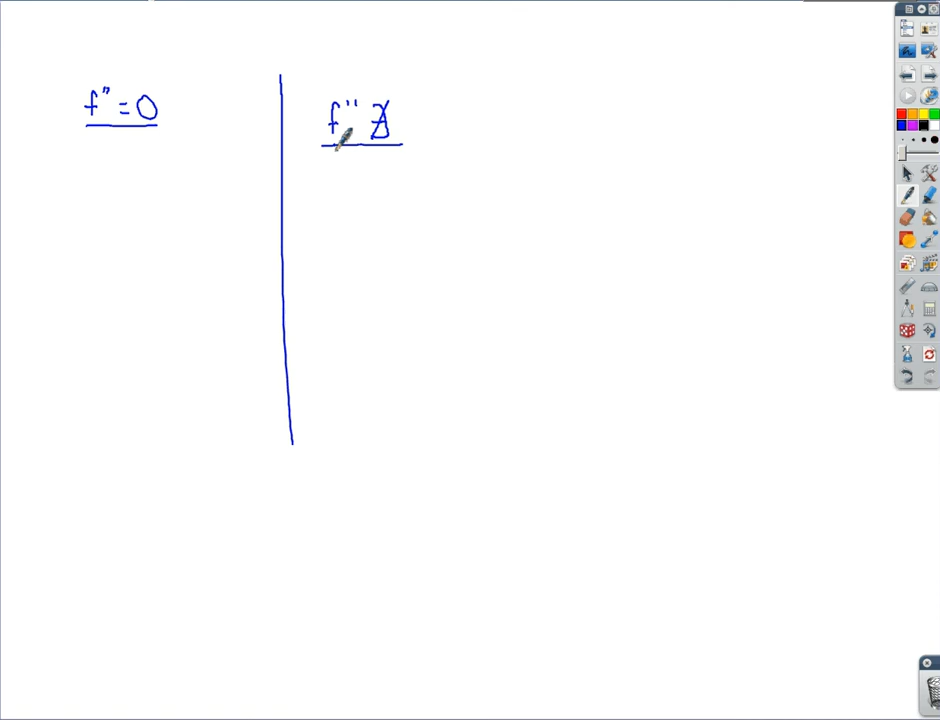 f" = 0
f" ∄